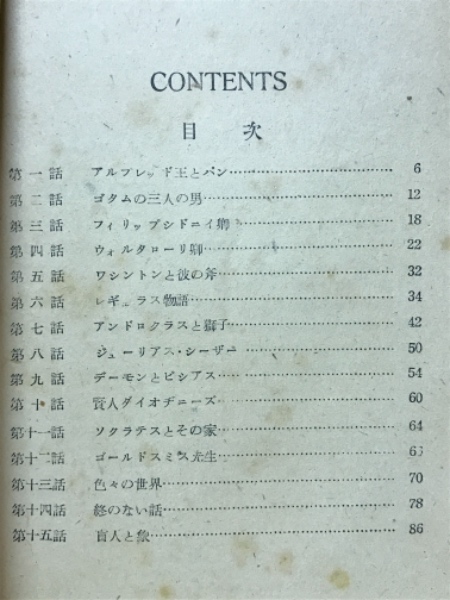 CONTENTS
目 次
第一話 アルフレッド王とパン 6
第二話 ゴタムの三人の男 12
第三話 フィリップシドニイ卿 18
第四話 ウォルタローリ卿 22
第五話 ワシントンと彼の斧 32
第六話 レギュラス物語 34
第七話 アンドロクラスと獅子 42
第八話 ジューリアス・シーザー 50
第九話 デーモンとピシアス 54
第十話 賢人ダイオヂニーズ 60
第十一話 ソクラテスとその家 64
第十二話 ゴールドスミス先生
第十三話 色々の世界 70
第十四話 終のない話 78
第十五話 盲人と象 86